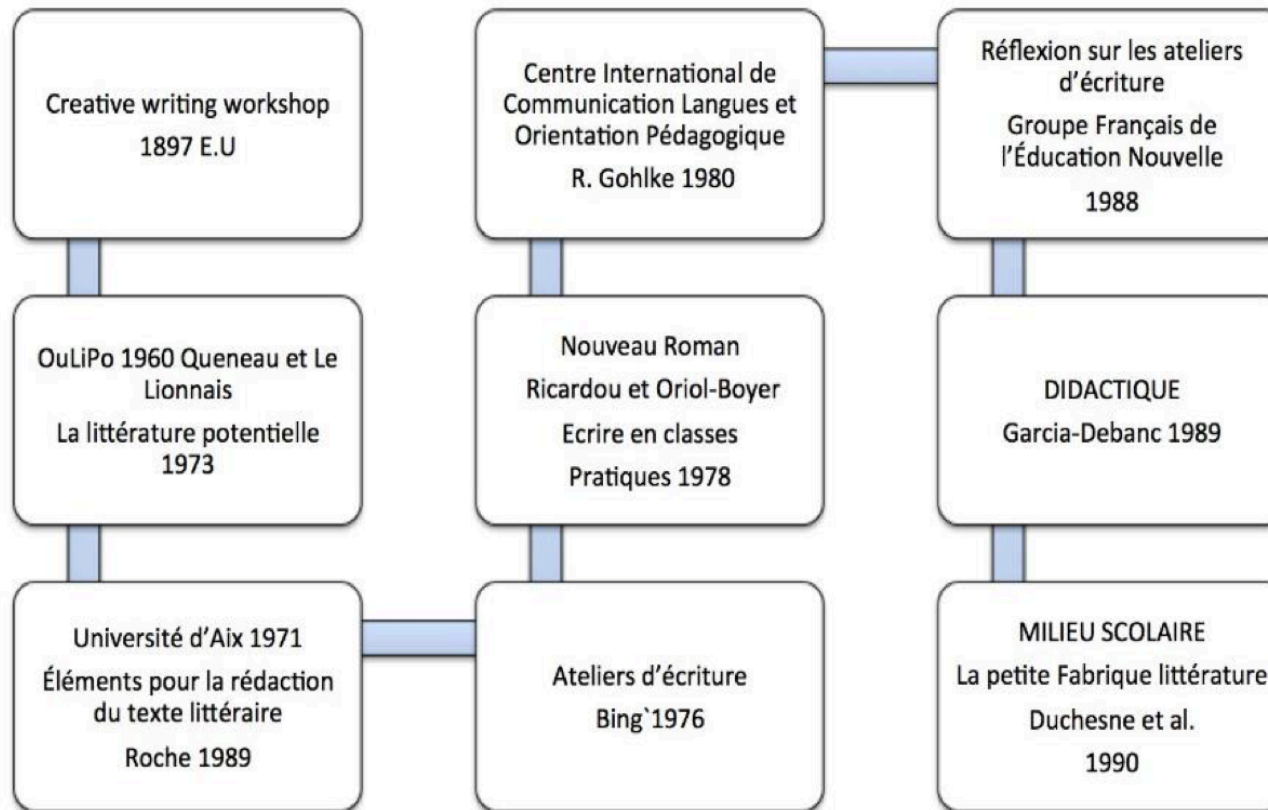 Creative writing workshop
1897 E.U
OuLiPo 1960 Queneau et Le
Lionnais
La littérature potentielle
1973
Université d'Aix 1971
Éléments pour la rédaction
du texte littéraire
Roche 1989
Ateliers d'écriture
Bing`1976
Nouveau Roman
Ricardou et Oriol-Boyer
Ecrire en classes
Pratiques 1978
Centre International de
Communication Langues et
Orientation Pédagogique
R. Gohlke 1980
Réflexion sur les ateliers
d'écriture
Groupe Français de
l'Éducation Nouvelle
1988
DIDACTIQUE
Garcia-Debanc 1989
MILIEU SCOLAIRE
La petite Fabrique littérature
Duchesne et al.
1990